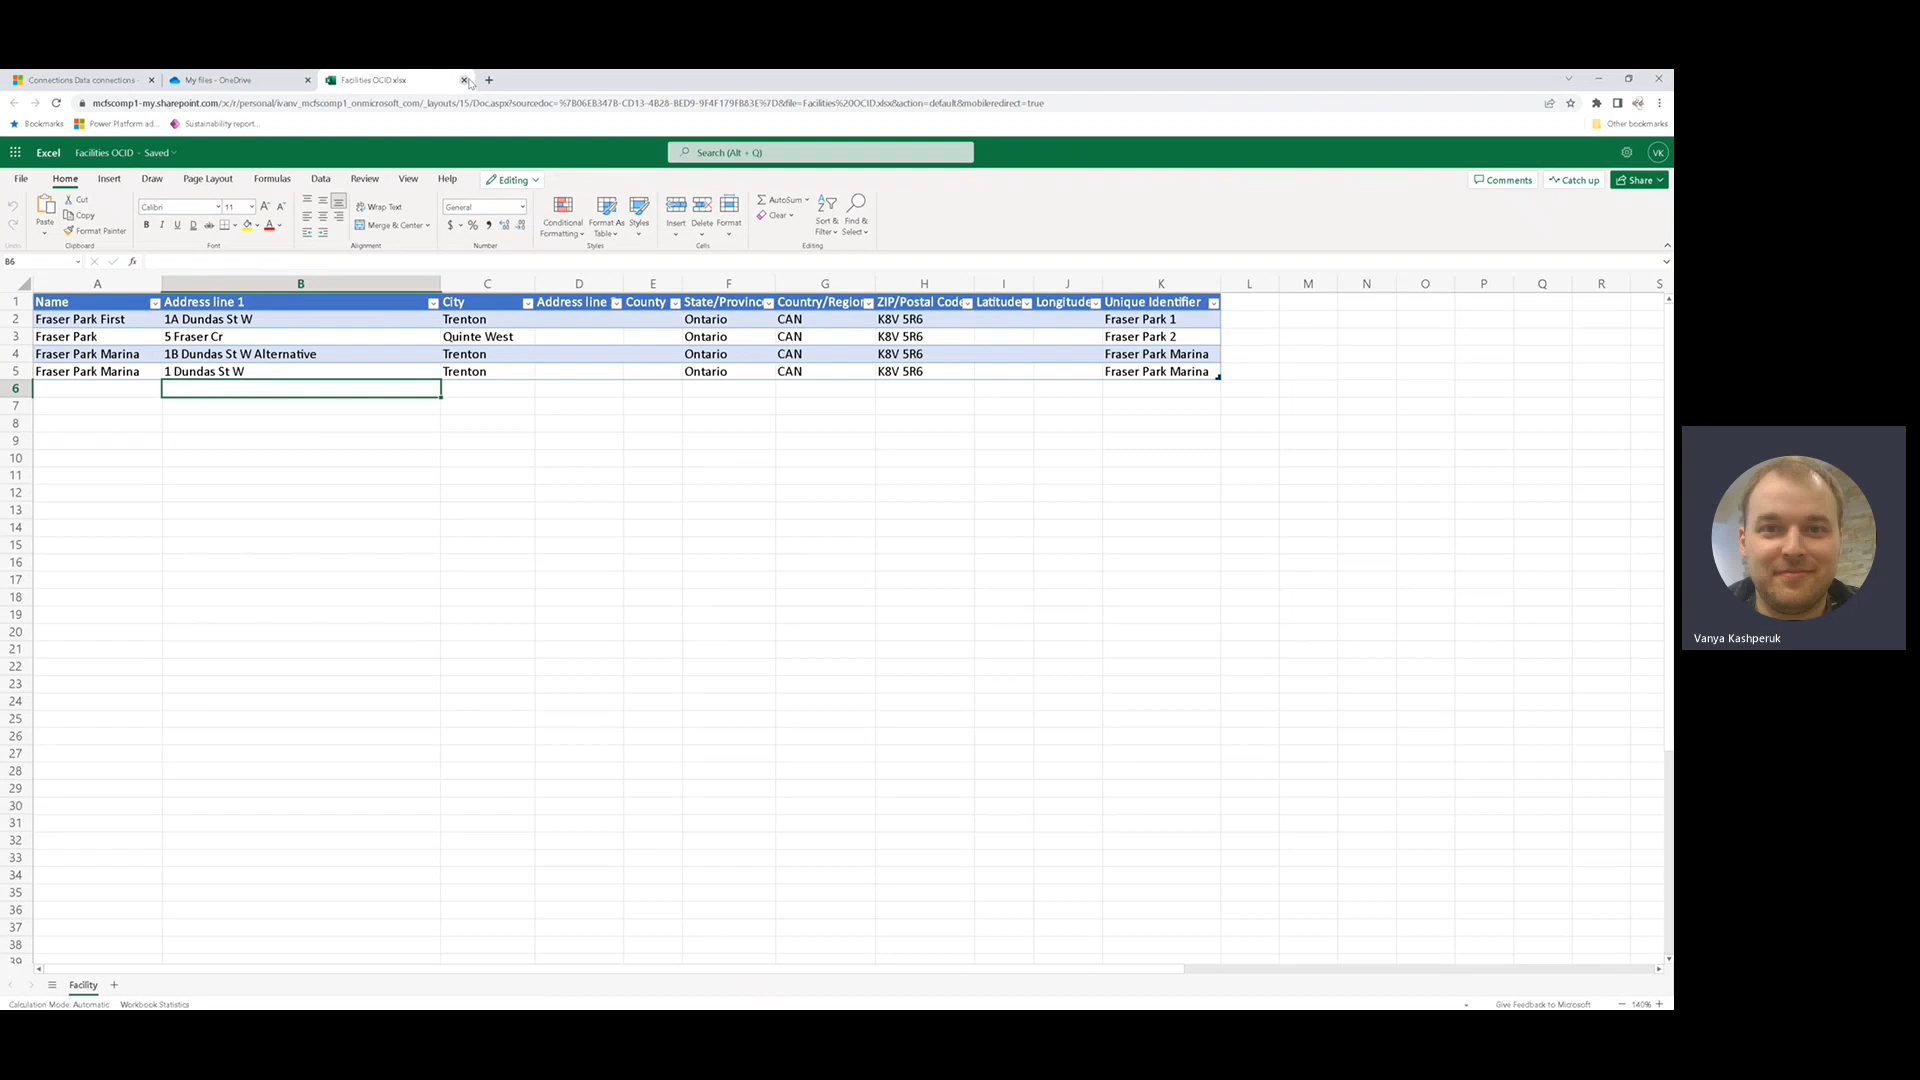 Connections Data connections - My files - OneDrive Facilities OCID.xlsx
mcfscomp1-my.sharepoint.com/:x/r/personal/ivanv_mcfscomp1_onmicrosoft_com/_layouts/15/Doc.aspx?sourcedoc=%7B06EB347B-CD13-4B28-BED9-9F4F179FB83E%7D&file=Facilities%20OCID.xlsx&action=default&mobileredirect=true
Bookmarks Power Platform ad... Sustainability report... Other bookmarks
Excel Facilities OCID - Saved Search (Alt + Q) VK
File Home Insert Draw Page Layout Formulas Data Review View Help Editing Comments Catch up Share
Paste Cut Copy Format Painter
Calibri 11 B I U D ab A
Wrap Text Merge & Center
General $ % 9
Conditional Formatting Format As Table Styles
Insert Delete Format
AutoSum Clear Sort & Filter Find & Select
Undo Clipboard Font Alignment Number Styles Cells Editing
B6 fx
A B C D E F G H I J K L M N O P Q R S
1 Name Address line 1 City Address line County State/Provinc Country/Region ZIP/Postal Code Latitude Longitude Unique Identifier
2 Fraser Park First 1A Dundas St W Trenton Ontario CAN K8V 5R6 Fraser Park 1
3 Fraser Park 5 Fraser Cr Quinte West Ontario CAN K8V 5R6 Fraser Park 2
4 Fraser Park Marina 1B Dundas St W Alternative Trenton Ontario CAN K8V 5R6 Fraser Park Marina
5 Fraser Park Marina 1 Dundas St W Trenton Ontario CAN K8V 5R6 Fraser Park Marina
6
7
8
9
10
11
12
13
14
15
16
17
18
19
20
21
22
23
24
25
26
27
28
29
30
31
32
33
34
35
36
37
38
39
Facility
Calculation Mode: Automatic Workbook Statistics Give Feedback to Microsoft 140%
Vanya Kashperuk